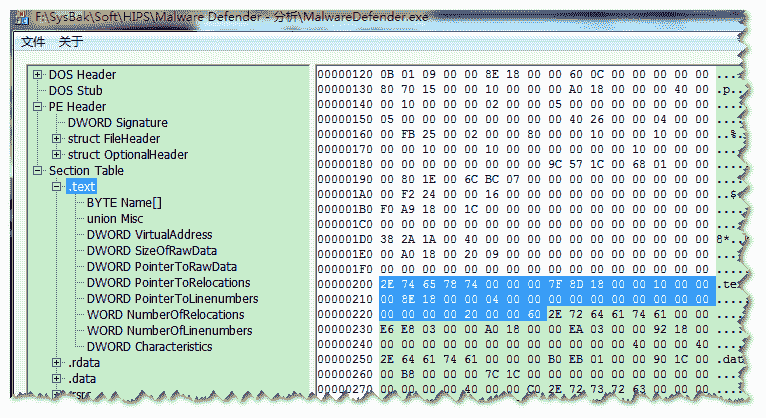 F:\SysBak\Soft\HIPS\Malware Defender - 分析\MalwareDefender.exe
文件 关于
DOS Header
DOS Stub
PE Header
DWORD Signature
struct FileHeader
struct OptionalHeader
Section Table
.text
BYTE Name[]
union Misc
DWORD VirtualAddress
DWORD SizeOfRawData
DWORD PointerToRawData
DWORD PointerToRelocations
DWORD PointerToLinenumbers
WORD NumberOfRelocations
WORD NumberOfLinenumbers
DWORD Characteristics
.rdata
.data
00000120 0B 01 09 00 00 8E 18 00 00 60 0C 00 00 00 00 00
00000130 80 70 15 00 00 10 00 00 00 A0 18 00 00 00 40 00 .p..
00000140 00 10 00 00 00 02 00 00 05 00 00 00 00 00 00 00
00000150 05 00 00 00 00 00 00 00 00 40 26 00 00 04 00 00
00000160 00 FB 25 00 02 00 00 80 00 00 10 00 00 10 00 00 ..%.
00000170 00 00 10 00 00 10 00 00 00 00 00 00 10 00 00 00
00000180 00 00 00 00 00 00 00 00 9C 57 1C 00 68 01 00 00
00000190 00 80 1E 00 6C BC 07 00 00 00 00 00 00 00 00 00
000001A0 00 F2 24 00 00 16 00 00 00 00 00 00 00 00 00 00 ..$
000001B0 F0 A9 18 00 1C 00 00 00 00 00 00 00 00 00 00 00
000001C0 00 00 00 00 00 00 00 00 00 00 00 00 00 00 00 00
000001D0 38 2A 1A 00 40 00 00 00 00 00 00 00 00 00 00 00 8*..
000001E0 00 A0 18 00 20 09 00 00 00 00 00 00 00 00 00 00
000001F0 00 00 00 00 00 00 00 00 00 00 00 00 00 00 00 00
00000200 2E 74 65 78 74 00 00 00 7F 8D 18 00 00 10 00 00 .te
00000210 00 8E 18 00 00 04 00 00 00 00 00 00 00 00 00 00
00000220 00 00 00 00 20 00 00 60 2E 72 64 61 74 61 00 00
00000230 E6 E8 03 00 00 A0 18 00 00 EA 03 00 00 92 18 00
00000240 00 00 00 00 00 00 00 00 00 00 00 00 40 00 00 40
00000250 2E 64 61 74 61 00 00 00 B0 EB 01 00 00 90 1C 00 .dat
00000260 00 B8 00 00 00 7C 1C 00 00 00 00 00 00 00 00 00
00000270 00 00 00 00 40 00 00 C0 2E 72 73 72 63 00 00 00